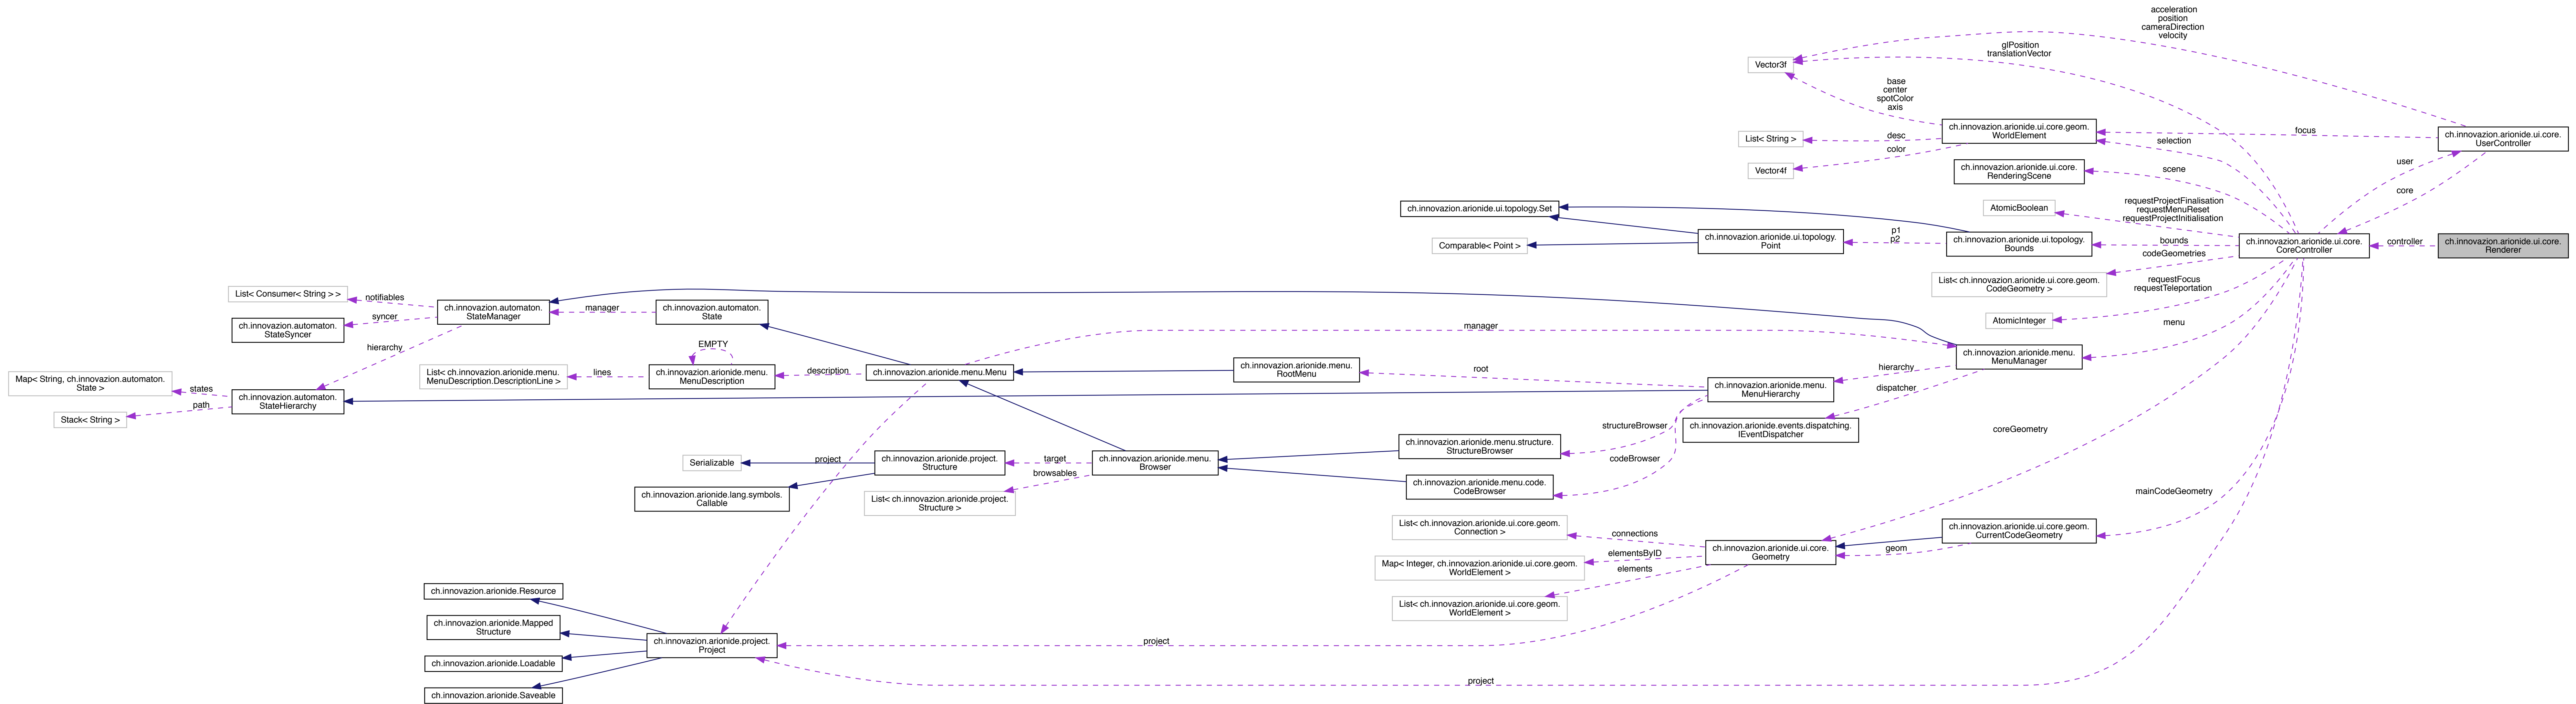 acceleration
position
cameraDirection
velocity
glPosition
translationVector
Vector3f
base
center
spotColor
axis
ch.innovazion.arionide.ui.core.geom.
WorldElement
focus
ch.innovazion.arionide.ui.core.
UserController
List< String >
desc
selection
color
Vector4f
ch.innovazion.arionide.ui.core.
RenderingScene
scene
user
core
ch.innovazion.arionide.ui.topology.Set
AtomicBoolean
requestProjectFinalisation
requestMenuReset
requestProjectInitialisation
Comparable< Point >
ch.innovazion.arionide.ui.topology.
Point
p1
p2
ch.innovazion.arionide.ui.topology.
Bounds
bounds
ch.innovazion.arionide.ui.core.
CoreController
controller
ch.innovazion.arionide.ui.core.
Renderer
codeGeometries
List< ch.innovazion.arionide.ui.core.geom.
CodeGeometry >
requestFocus
requestTeleportation
List< Consumer< String > >
notifiables
ch.innovazion.automaton.
StateManager
manager
ch.innovazion.automaton.
State
ch.innovazion.automaton.
StateSyncer
syncer
AtomicInteger
menu
manager
hierarchy
EMPTY
ch.innovazion.arionide.menu.
MenuManager
Map< String, ch.innovazion.automaton.
State >
states
List< ch.innovazion.arionide.menu.
MenuDescription.DescriptionLine >
lines
ch.innovazion.arionide.menu.
MenuDescription
description
ch.innovazion.arionide.menu.Menu
ch.innovazion.arionide.menu.
RootMenu
root
hierarchy
ch.innovazion.arionide.menu.
MenuHierarchy
dispatcher
ch.innovazion.automaton.
StateHierarchy
path
Stack< String >
structureBrowser
ch.innovazion.arionide.events.dispatching.
IEventDispatcher
coreGeometry
ch.innovazion.arionide.menu.structure.
StructureBrowser
codeBrowser
Serializable
project
ch.innovazion.arionide.project.
Structure
target
browsables
ch.innovazion.arionide.menu.
Browser
ch.innovazion.arionide.menu.code.
CodeBrowser
ch.innovazion.arionide.lang.symbols.
Callable
List< ch.innovazion.arionide.project.
Structure >
mainCodeGeometry
List< ch.innovazion.arionide.ui.core.geom.
Connection >
connections
ch.innovazion.arionide.ui.core.geom.
CurrentCodeGeometry
geom
ch.innovazion.arionide.ui.core.
Geometry
elementsByID
Map< Integer, ch.innovazion.arionide.ui.core.geom.
WorldElement >
elements
List< ch.innovazion.arionide.ui.core.geom.
WorldElement >
ch.innovazion.arionide.Resource
ch.innovazion.arionide.Mapped
Structure
ch.innovazion.arionide.project.
Project
project
ch.innovazion.arionide.Loadable
project
ch.innovazion.arionide.Saveable